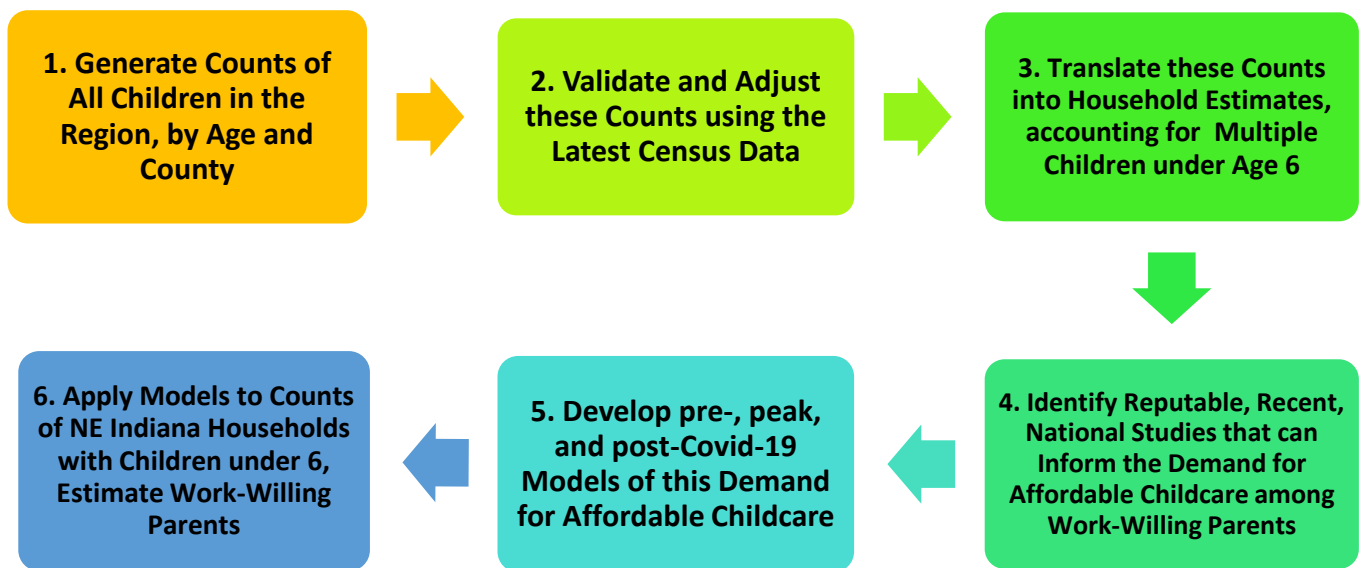 1. Generate Counts of
All Children in the
Region, by Age and
County
2. Validate and Adjust
these Counts using the
Latest Census Data
3. Translate these Counts
into Household Estimates,
accounting for Multiple
Children under Age 6
4. Identify Reputable, Recent,
National Studies that can
Inform the Demand for
Affordable Childcare among
Work-Willing Parents
5. Develop pre-, peak,
and post-Covid-19
Models of this Demand
for Affordable Childcare
6. Apply Models to Counts
of NE Indiana Households
with Children under 6,
Estimate Work-Willing
Parents